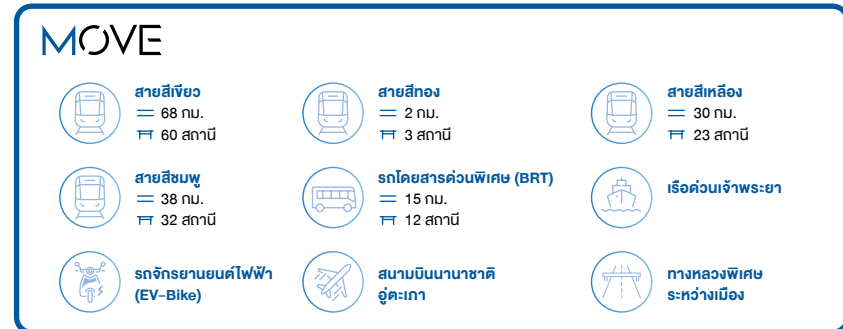 MOVE
สายสีเขียว
68 กม.
60 สถานี
สายสีทอง
2 กม.
3 สถานี
สายสีเหลือง
30 กม.
23 สถานี
สายสีชมพู
38 กม.
32 สถานี
รถโดยสารด่วนพิเศษ (BRT)
15 กม.
12 สถานี
เรือด่วนเจ้าพระยา
รถจักรยานยนต์ไฟฟ้า
(EV-Bike)
สนามบินนานาชาติ
อู่ตะเภา
ทางหลวงพิเศษ
ระหว่างเมือง